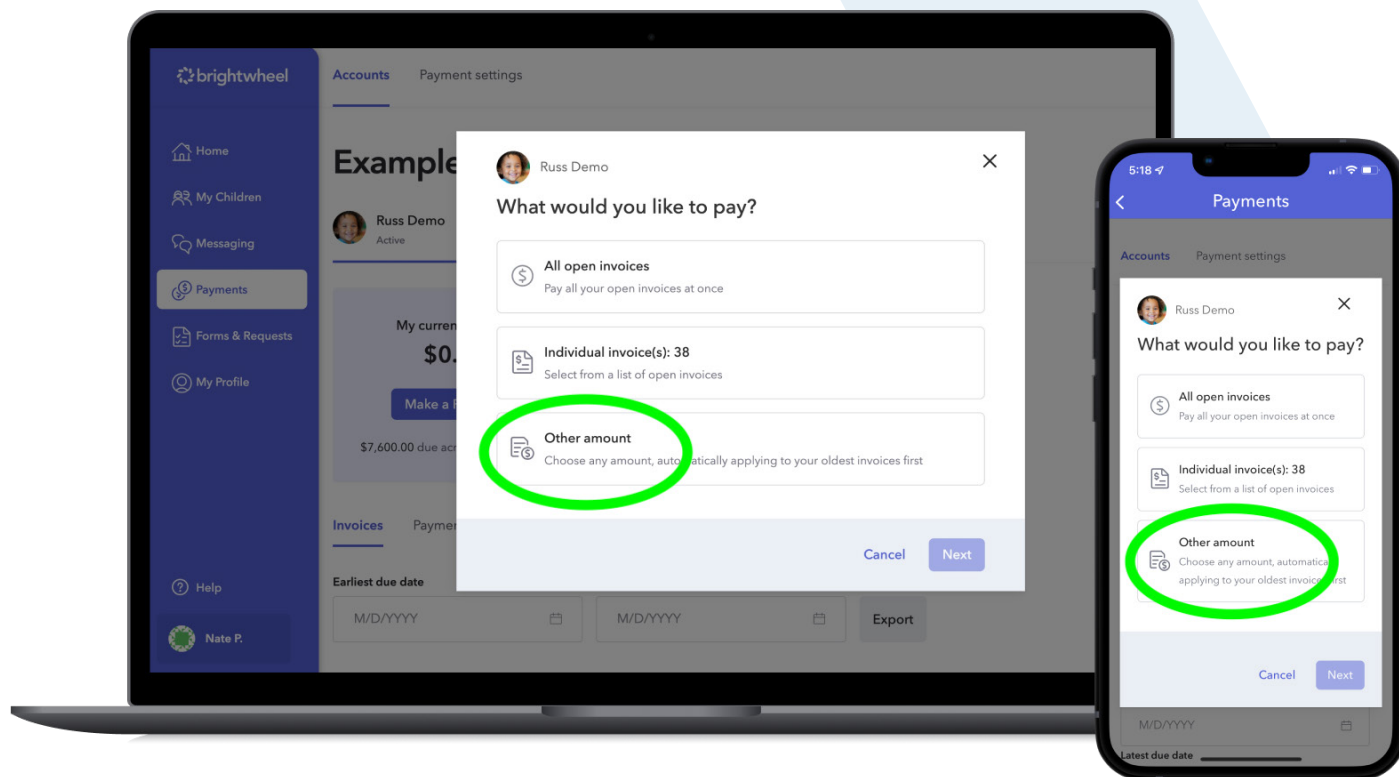 brightwheel
Home
My Children
Messaging
Payments
Forms & Requests
My Profile
Help
Nate P.
Accounts Payment settings
Example
Russ Demo
Active
My curren
$0.
Make a
$7,600.00 due acr
Invoices Paymen
Earliest due date
M/D/YYYY M/D/YYYY Export
Russ Demo
What would you like to pay?
All open invoices
Pay all your open invoices at once
Individual invoice(s): 38
Select from a list of open invoices
Other amount
Choose any amount, automatically applying to your oldest invoices first
Cancel Next
5:18
Payments
Accounts Payment settings
Russ Demo
What would you like to pay?
All open invoices
Pay all your open invoices at once
Individual invoice(s): 38
Select from a list of open invoices
Other amount
Choose any amount, automatica
applying to your oldest invoices first
Cancel Next
M/D/YYYY
Latest due date